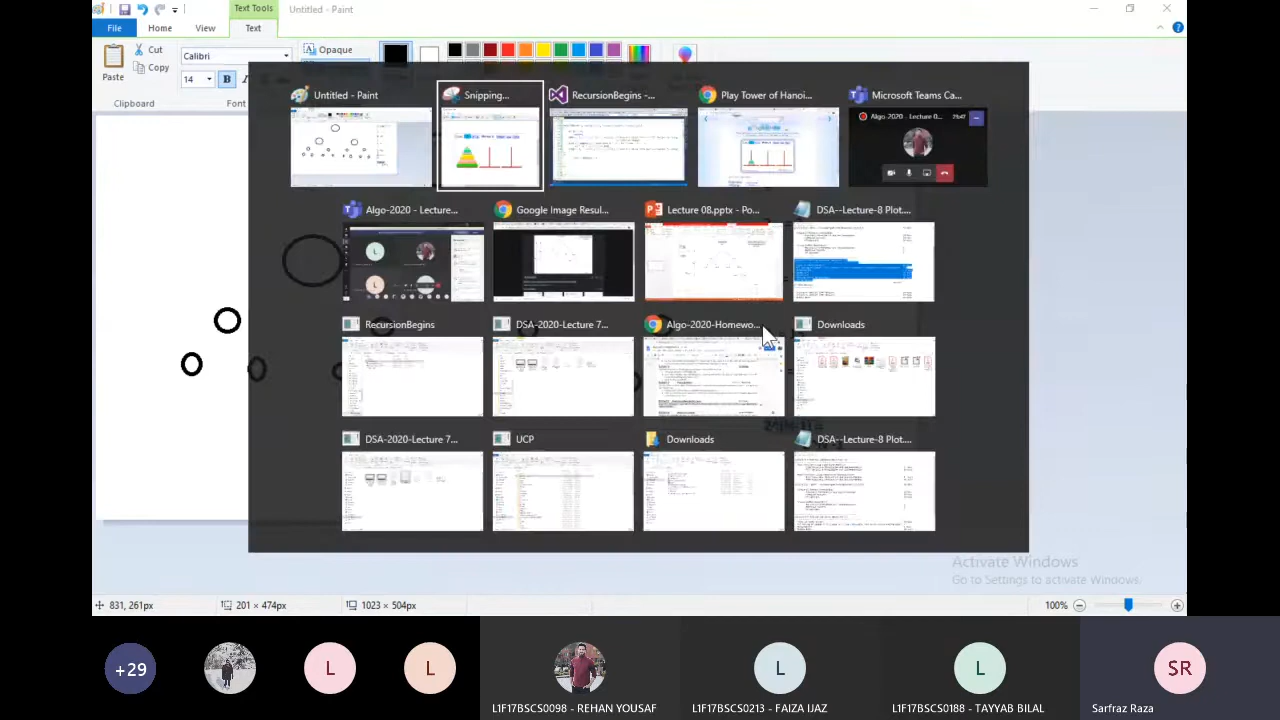 Text Tools
Untitled - Paint
File
Home
View
Text
Paste
Cut
Copy
Clipboard
Calibri
14
B
Font
Opaque
Untitled - Paint
Snipping...
RecursionBegins -...
Play Tower of Hanoi...
Microsoft Teams Ca...
Algo-2020 - Lecture 0...
Algo-2020 - Lecture...
Google Image Resul...
Lecture 08.pptx - Po...
DSA--Lecture-8 Plot....
RecursionBegins
DSA-2020-Lecture 7...
Algo-2020-Homewo...
Downloads
DSA-2020-Lecture 7...
UCP
Downloads
DSA--Lecture-8 Plot....
Activate Windows
Go to Settings to activate Windows.
831, 261px
201 × 474px
1023 × 504px
100%
+29
L
L
L
L
SR
L1F17BSCS0098 - REHAN YOUSAF
L1F17BSCS0213 - FAIZA IJAZ
L1F17BSCS0188 - TAYYAB BILAL
Sarfraz Raza